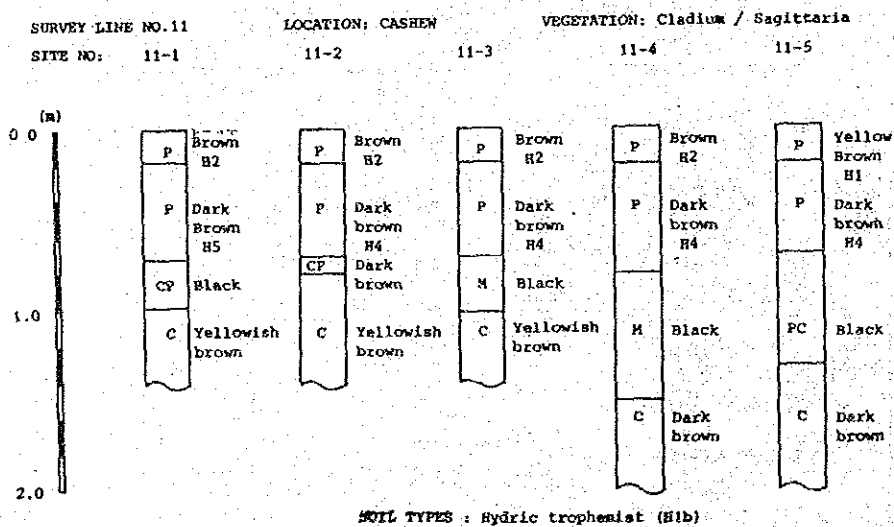 SURVEY LINE NO.11 LOCATION: CASHEW VEGETATION: Cladium / Sagittaria
SITE NO: 11-1 11-2 11-3 11-4 11-5
(m)
0 0
1.0
2.0
P Brown H2
P Dark Brown H5
CP Black
C Yellowish brown
P Brown H2
P Dark brown H4
CP Dark brown
C Yellowish brown
P Brown H2
P Dark brown H4
M Black
C Yellowish brown
P Brown H2
P Dark brown H4
M Black
C Dark brown
P Yellow Brown H1
P Dark brown H4
PC Black
C Dark brown
SOIL TYPES : Hydric trophemist (H1b)